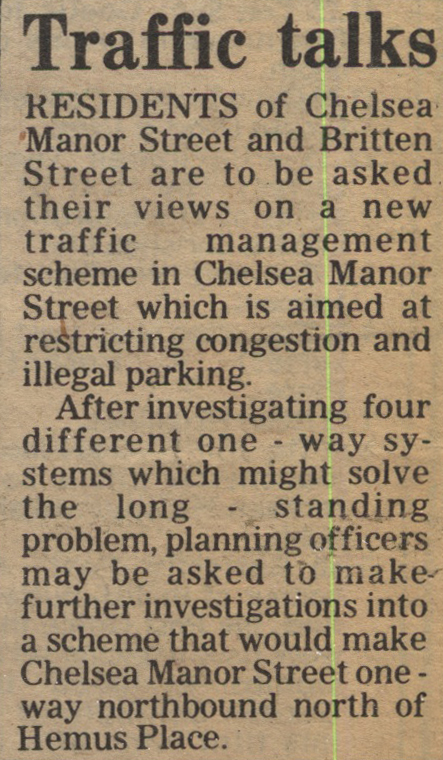 Traffic talks
RESIDENTS of Chelsea
Manor Street and Britten
Street are to be asked
their views on a new
traffic management
scheme in Chelsea Manor
Street which is aimed at
restricting congestion and
illegal parking.
After investigating four
different one - way sy-
stems which might solve
the long - standing
problem, planning officers
may be asked to make
further investigations into
a scheme that would make
Chelsea Manor Street one -
way northbound north of
Hemus Place.